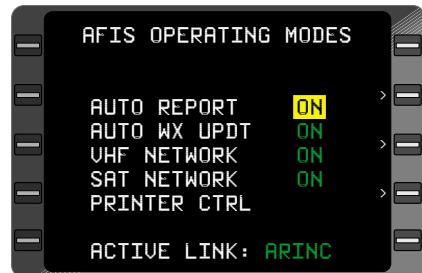 AFIS OPERATING MODES
AUTO REPORT ON
AUTO WX UPDT ON
VHF NETWORK ON
SAT NETWORK ON
PRINTER CTRL
ACTIVE LINK: ARINC